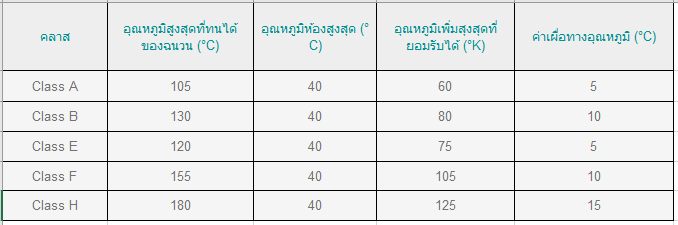 คลาส อุณหภูมิสูงสุดที่ทนได้ของฉนวน (°C) อุณหภูมิห้องสูงสุด (°C) อุณหภูมิเพิ่มสูงสุดที่ยอมรับได้ (°K) ค่าเผื่อทางอุณหภูมิ (°C)
Class A 105 40 60 5
Class B 130 40 80 10
Class E 120 40 75 5
Class F 155 40 105 10
Class H 180 40 125 15